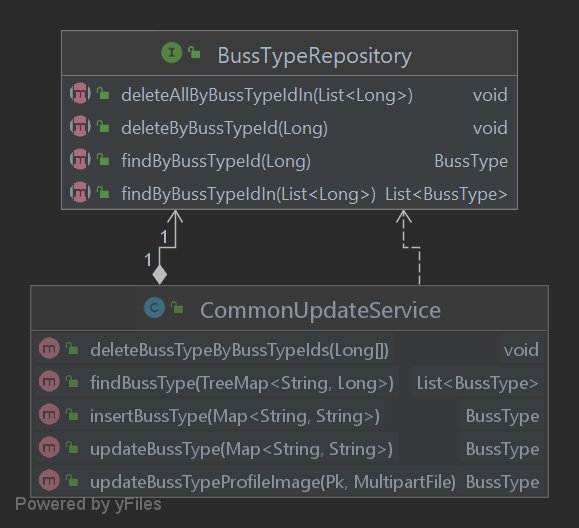 BussTypeRepository
deleteAllByBussTypeIdIn(List<Long>) void
deleteByBussTypeId(Long) void
findByBussTypeId(Long) BussType
findByBussTypeIdIn(List<Long>) List<BussType>
1
1
CommonUpdateService
deleteBussTypeByBussTypeIds(Long[]) void
findBussType(TreeMap<String, Long>) List<BussType>
insertBussType(Map<String, String>) BussType
updateBussType(Map<String, String>) BussType
updateBussTypeProfileImage(Pk, MultipartFile) BussType
Powered by yFiles